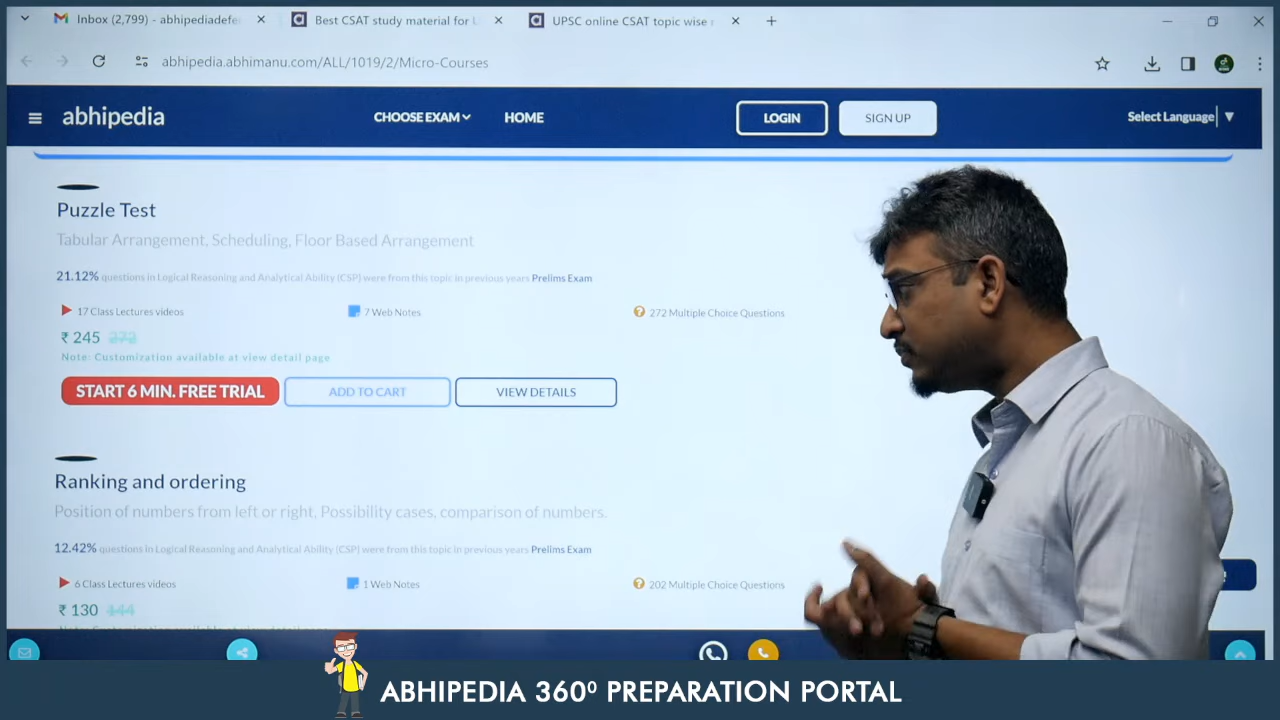 Inbox (2,799) - abhipediadefe
Best CSAT study material for U
UPSC online CSAT topic wise
abhipedia.abhimanu.com/ALL/1019/2/Micro-Courses
abhipedia
CHOOSE EXAM
HOME
LOGIN
SIGN UP
Select Language
Puzzle Test
Tabular Arrangement, Scheduling, Floor Based Arrangement
21.12% questions in Logical Reasoning and Analytical Ability (CSP) were from this topic in previous years Prelims Exam
17 Class Lectures videos
7 Web Notes
272 Multiple Choice Questions
₹ 245 272
Note: Customization available at view detail page
START 6 MIN. FREE TRIAL
ADD TO CART
VIEW DETAILS
Ranking and ordering
Position of numbers from left or right, Possibility cases, comparison of numbers.
12.42% questions in Logical Reasoning and Analytical Ability (CSP) were from this topic in previous years Prelims Exam
6 Class Lectures videos
1 Web Notes
202 Multiple Choice Questions
₹ 130 144
ABHIPEDIA 360⁰ PREPARATION PORTAL